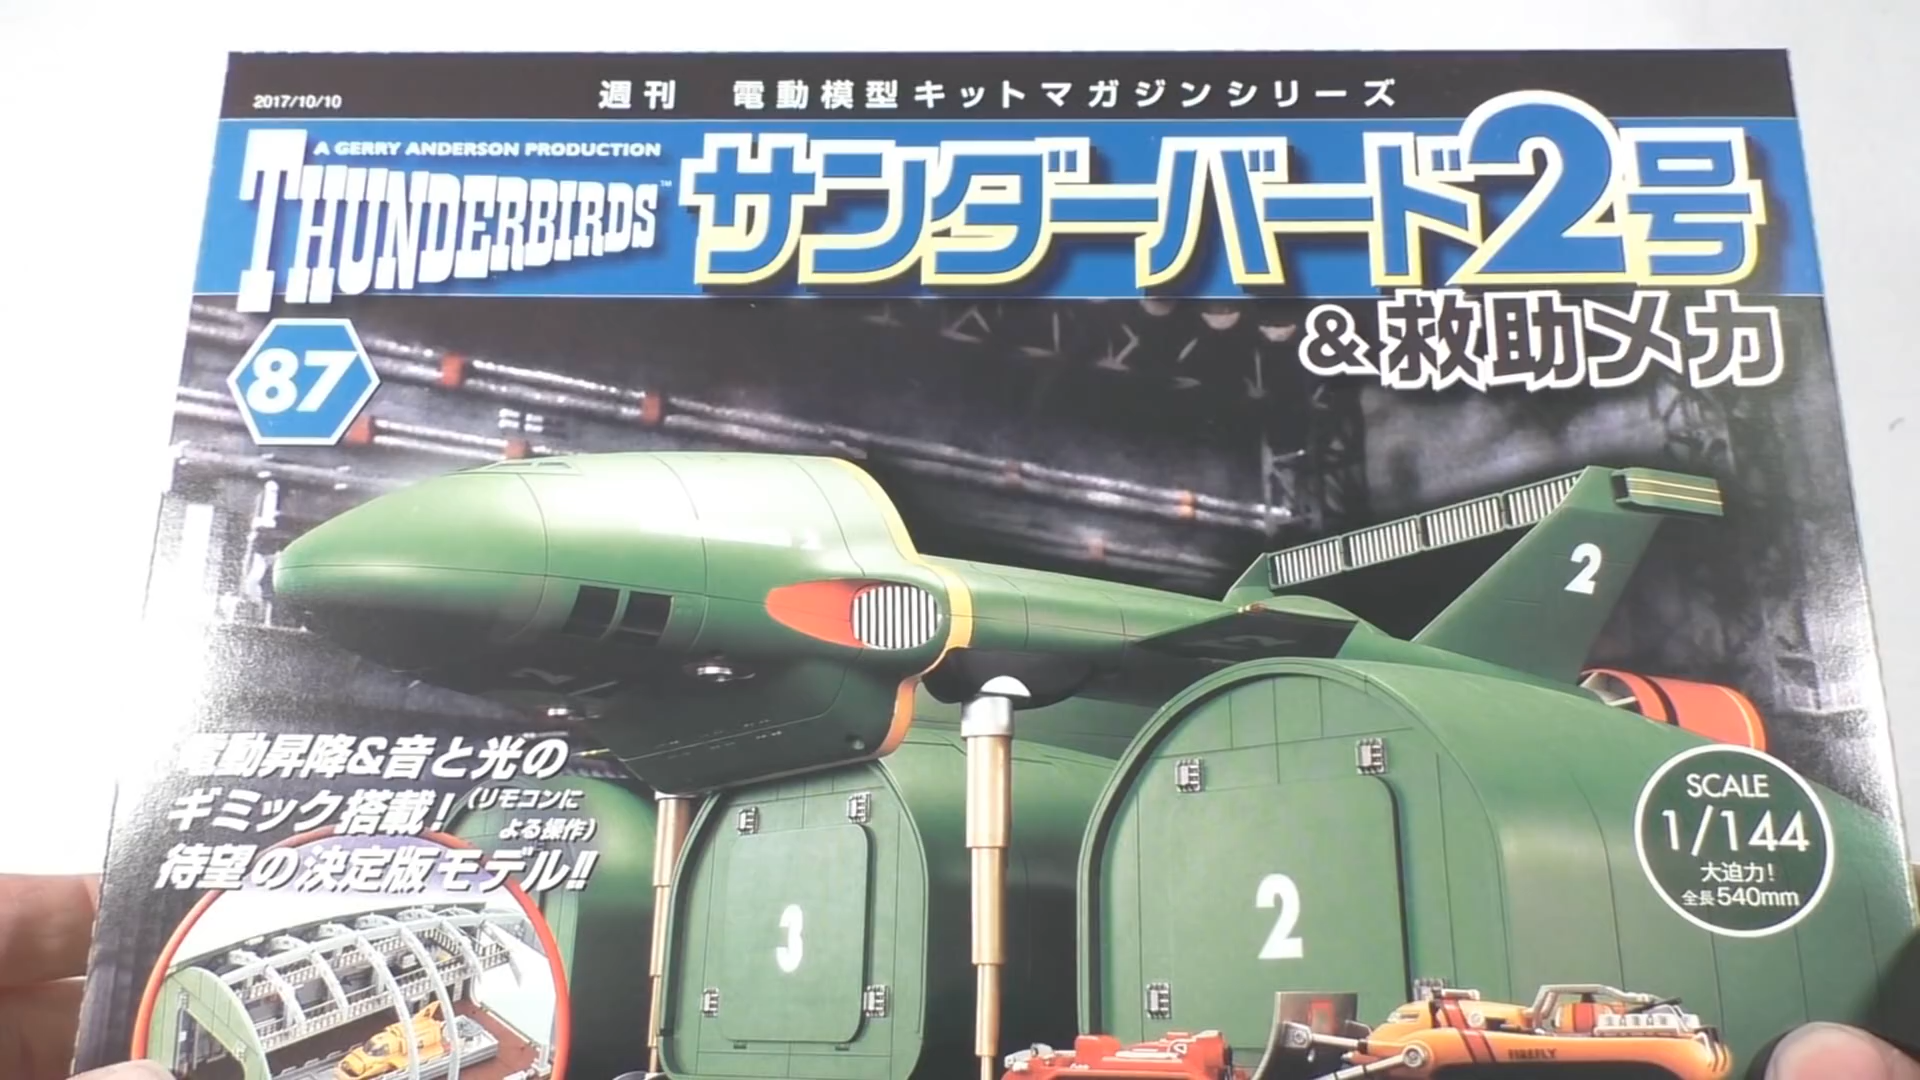 2017/10/10
週刊 電動模型キットマガジンシリーズ
A GERRY ANDERSON PRODUCTION
THUNDERBIRDS™
サンダーバード2号
&救助メカ
87
2
電動昇降&音と光の
ギミック搭載!(リモコンに
よる操作)
待望の決定版モデル!!
SCALE
1/144
大迫力!
全長540mm
3
2
FIREFLY